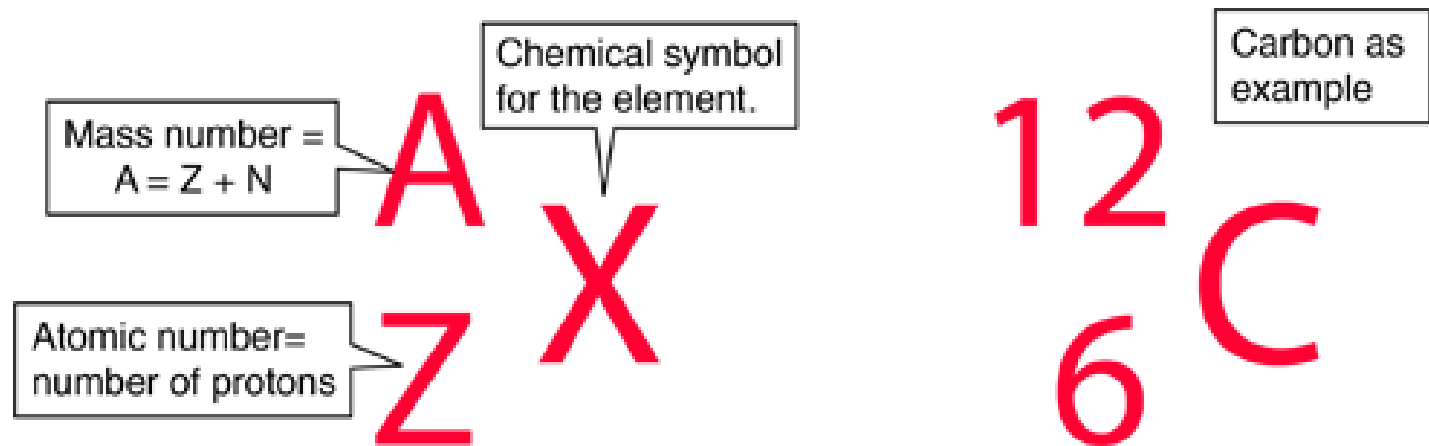 Mass number =
A = Z + N
A
Chemical symbol
for the element.
X
Atomic number=
number of protons
Z
12
C
6
Carbon as
example